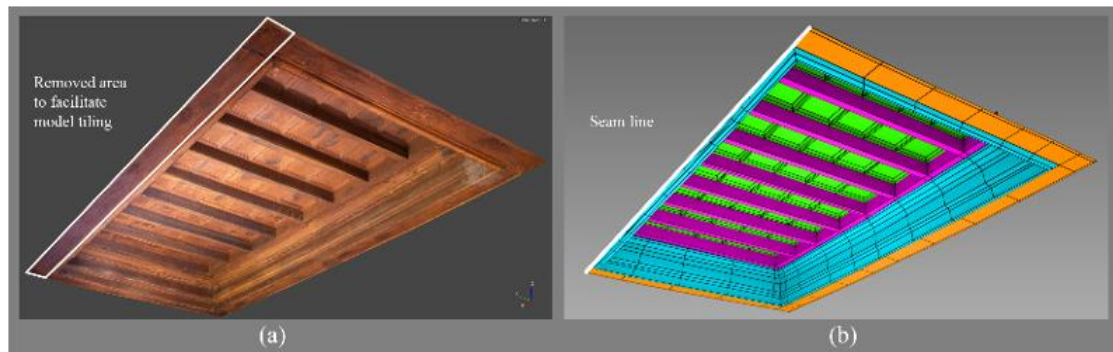 Removed area
to facilitate
model tiling
Seam line
(a)
(b)